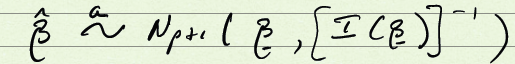 β̂ ∼ᵃ N_{p+1} ( β̰ , [ I ( β̰ ) ]^{-1} )